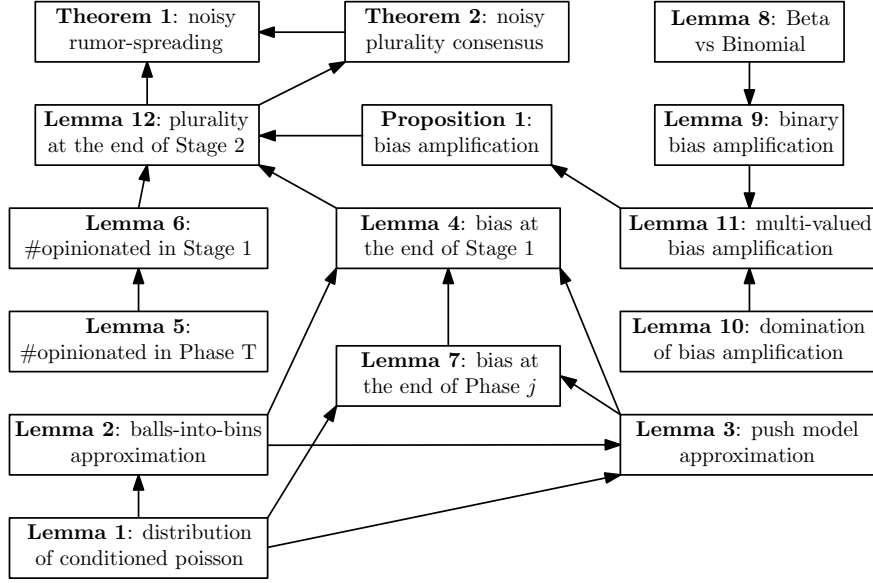 Theorem 1: noisy
rumor-spreading
Theorem 2: noisy
plurality consensus
Lemma 8: Beta
vs Binomial
Lemma 12: plurality
at the end of Stage 2
Proposition 1:
bias amplification
Lemma 9: binary
bias amplification
Lemma 6:
#opinionated in Stage 1
Lemma 4: bias at
the end of Stage 1
Lemma 11: multi-valued
bias amplification
Lemma 5:
#opinionated in Phase T
Lemma 7: bias at
the end of Phase j
Lemma 10: domination
of bias amplification
Lemma 2: balls-into-bins
approximation
Lemma 3: push model
approximation
Lemma 1: distribution
of conditioned poisson